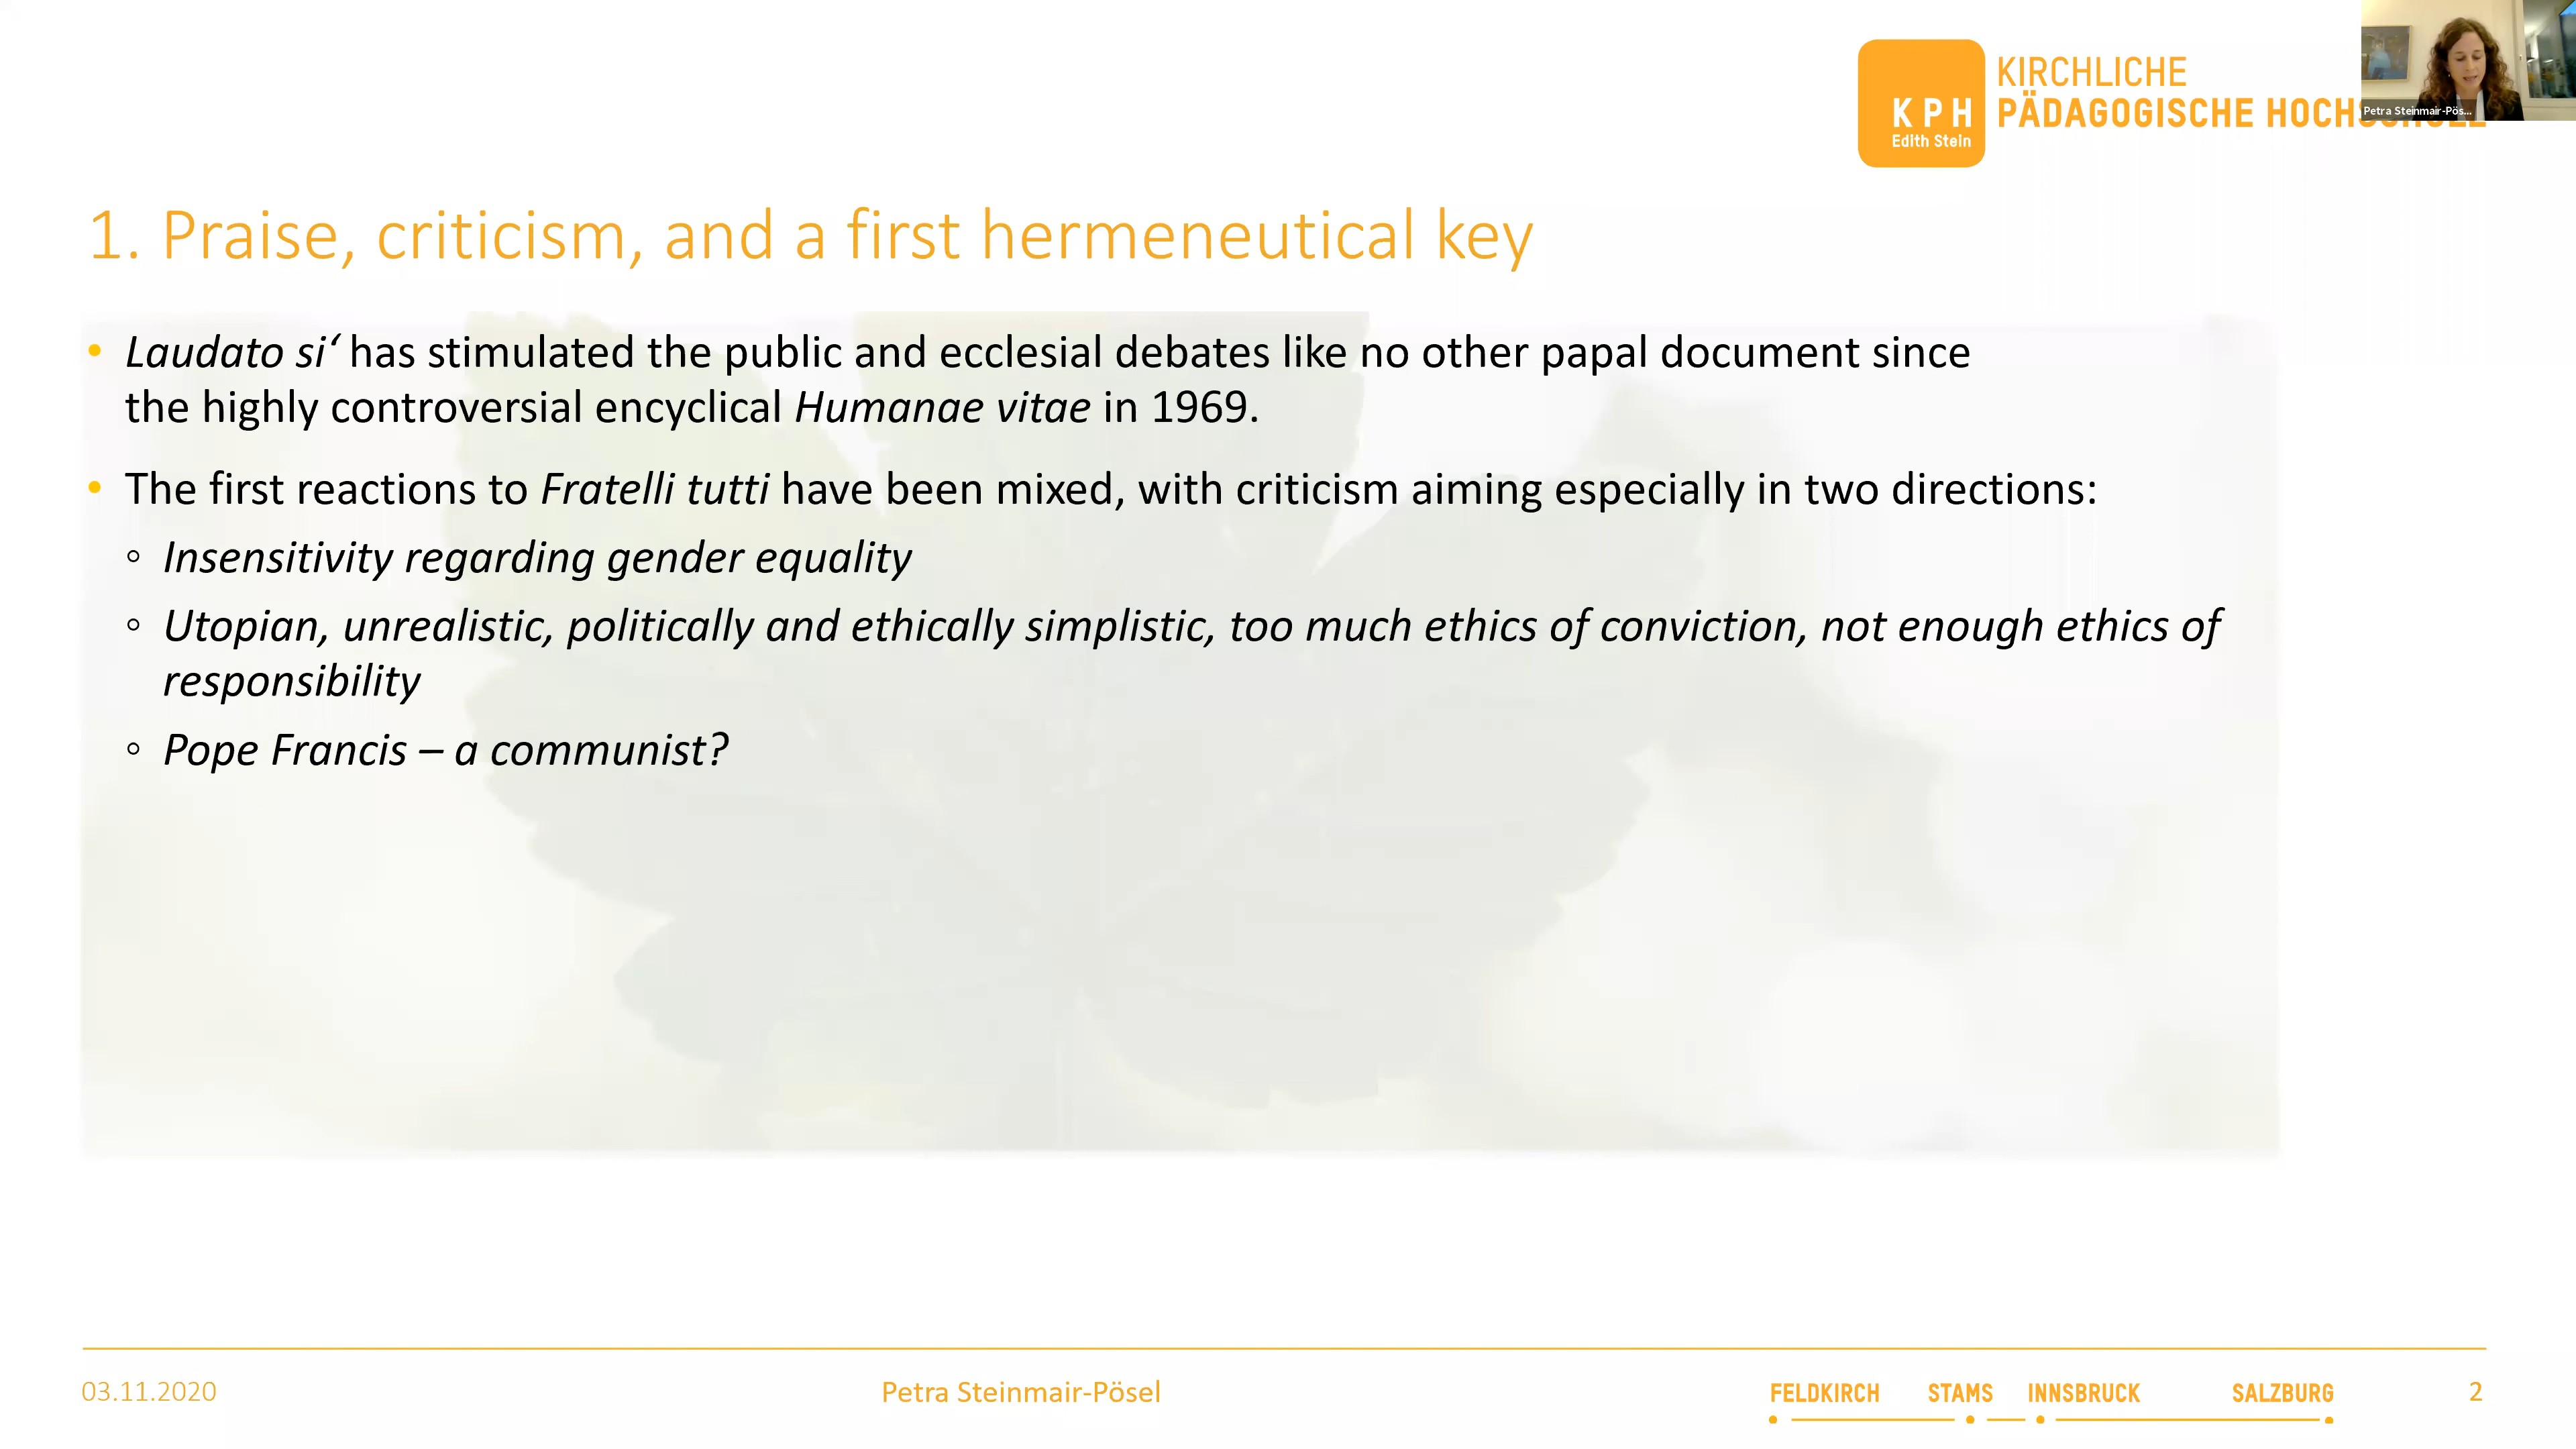 KIRCHLICHE
PÄDAGOGISCHE HOCHSCHULE
KPH
Edith Stein
Petra Steinmair-Pös...
1. Praise, criticism, and a first hermeneutical key
• Laudato si‘ has stimulated the public and ecclesial debates like no other papal document since
the highly controversial encyclical Humanae vitae in 1969.
• The first reactions to Fratelli tutti have been mixed, with criticism aiming especially in two directions:
◦ Insensitivity regarding gender equality
◦ Utopian, unrealistic, politically and ethically simplistic, too much ethics of conviction, not enough ethics of
responsibility
◦ Pope Francis – a communist?
03.11.2020
Petra Steinmair-Pösel
FELDKIRCH STAMS INNSBRUCK SALZBURG
2